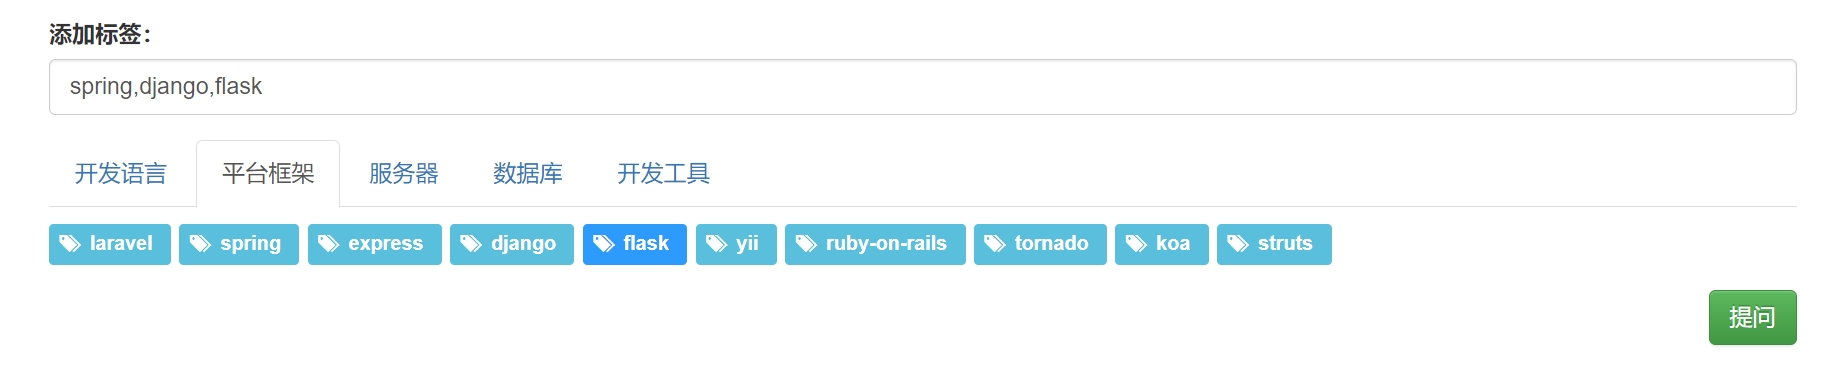 添加标签：
spring,django,flask
开发语言 平台框架 服务器 数据库 开发工具
laravel spring express django flask yii ruby-on-rails tornado koa struts
提问